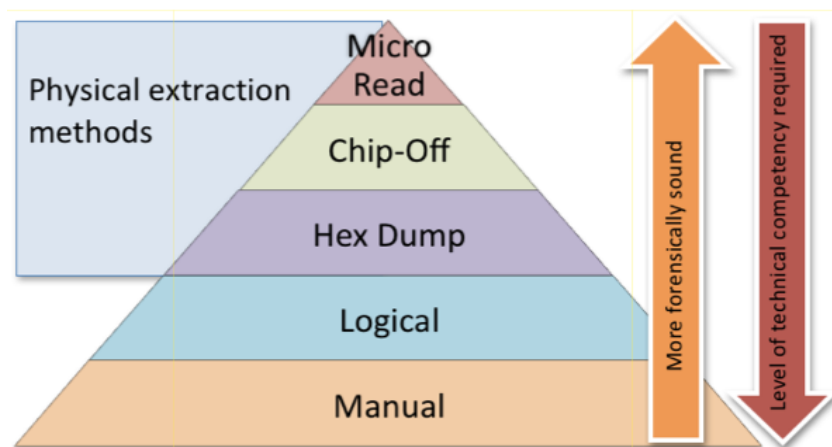 Physical extraction
methods
Micro
Read
Chip-Off
Hex Dump
Logical
Manual
More forensically sound
Level of technical competency required